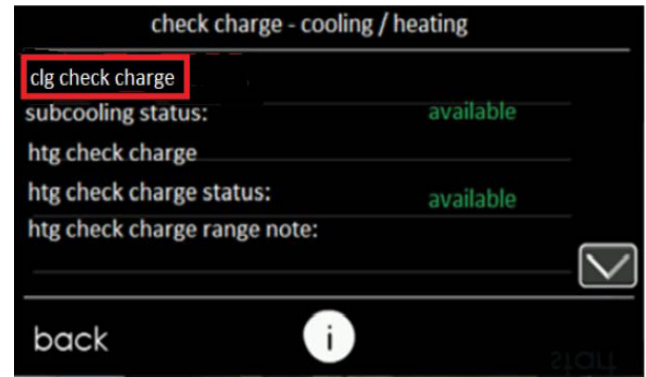 check charge - cooling / heating
clg check charge
subcooling status: available
htg check charge
htg check charge status: available
htg check charge range note:
back i
start